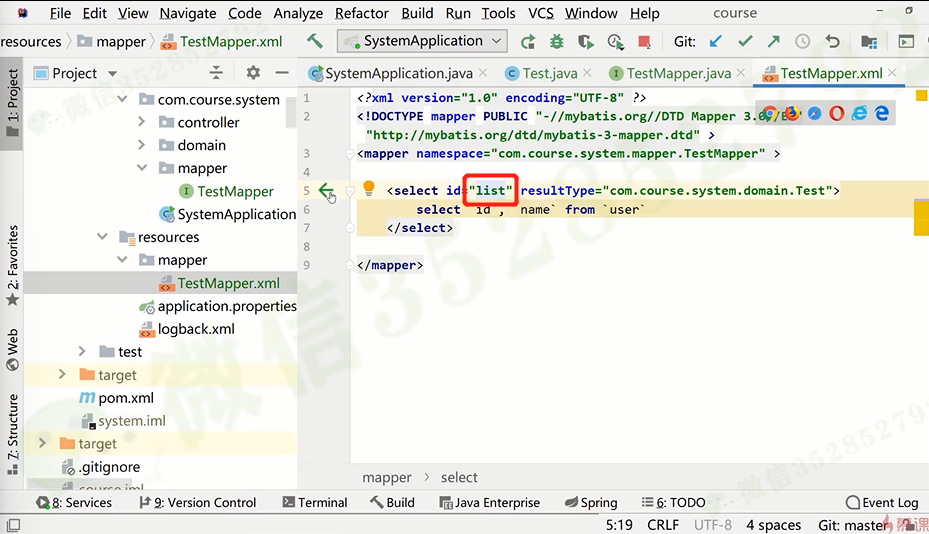 File Edit View Navigate Code Analyze Refactor Build Run Tools VCS Window Help course
resources mapper TestMapper.xml SystemApplication Git:
Project SystemApplication.java Test.java TestMapper.java TestMapper.xml
1: Project
2: Favorites
Web
7: Structure
com.course.system
controller
domain
mapper
TestMapper
SystemApplication
resources
mapper
TestMapper.xml
application.properties
logback.xml
test
target
pom.xml
system.iml
target
.gitignore
course.iml
1 <?xml version="1.0" encoding="UTF-8" ?>
2 <!DOCTYPE mapper PUBLIC "-//mybatis.org//DTD Mapper 3.0//E
"http://mybatis.org/dtd/mybatis-3-mapper.dtd" >
3 <mapper namespace="com.course.system.mapper.TestMapper" >
4
5 <select id="list" resultType="com.course.system.domain.Test">
6 select `id`, `name` from `user`
7 </select>
8
9 </mapper>
mapper select
8: Services 9: Version Control Terminal Build Java Enterprise Spring 6: TODO Event Log
5:19 CRLF UTF-8 4 spaces Git: master
慕课